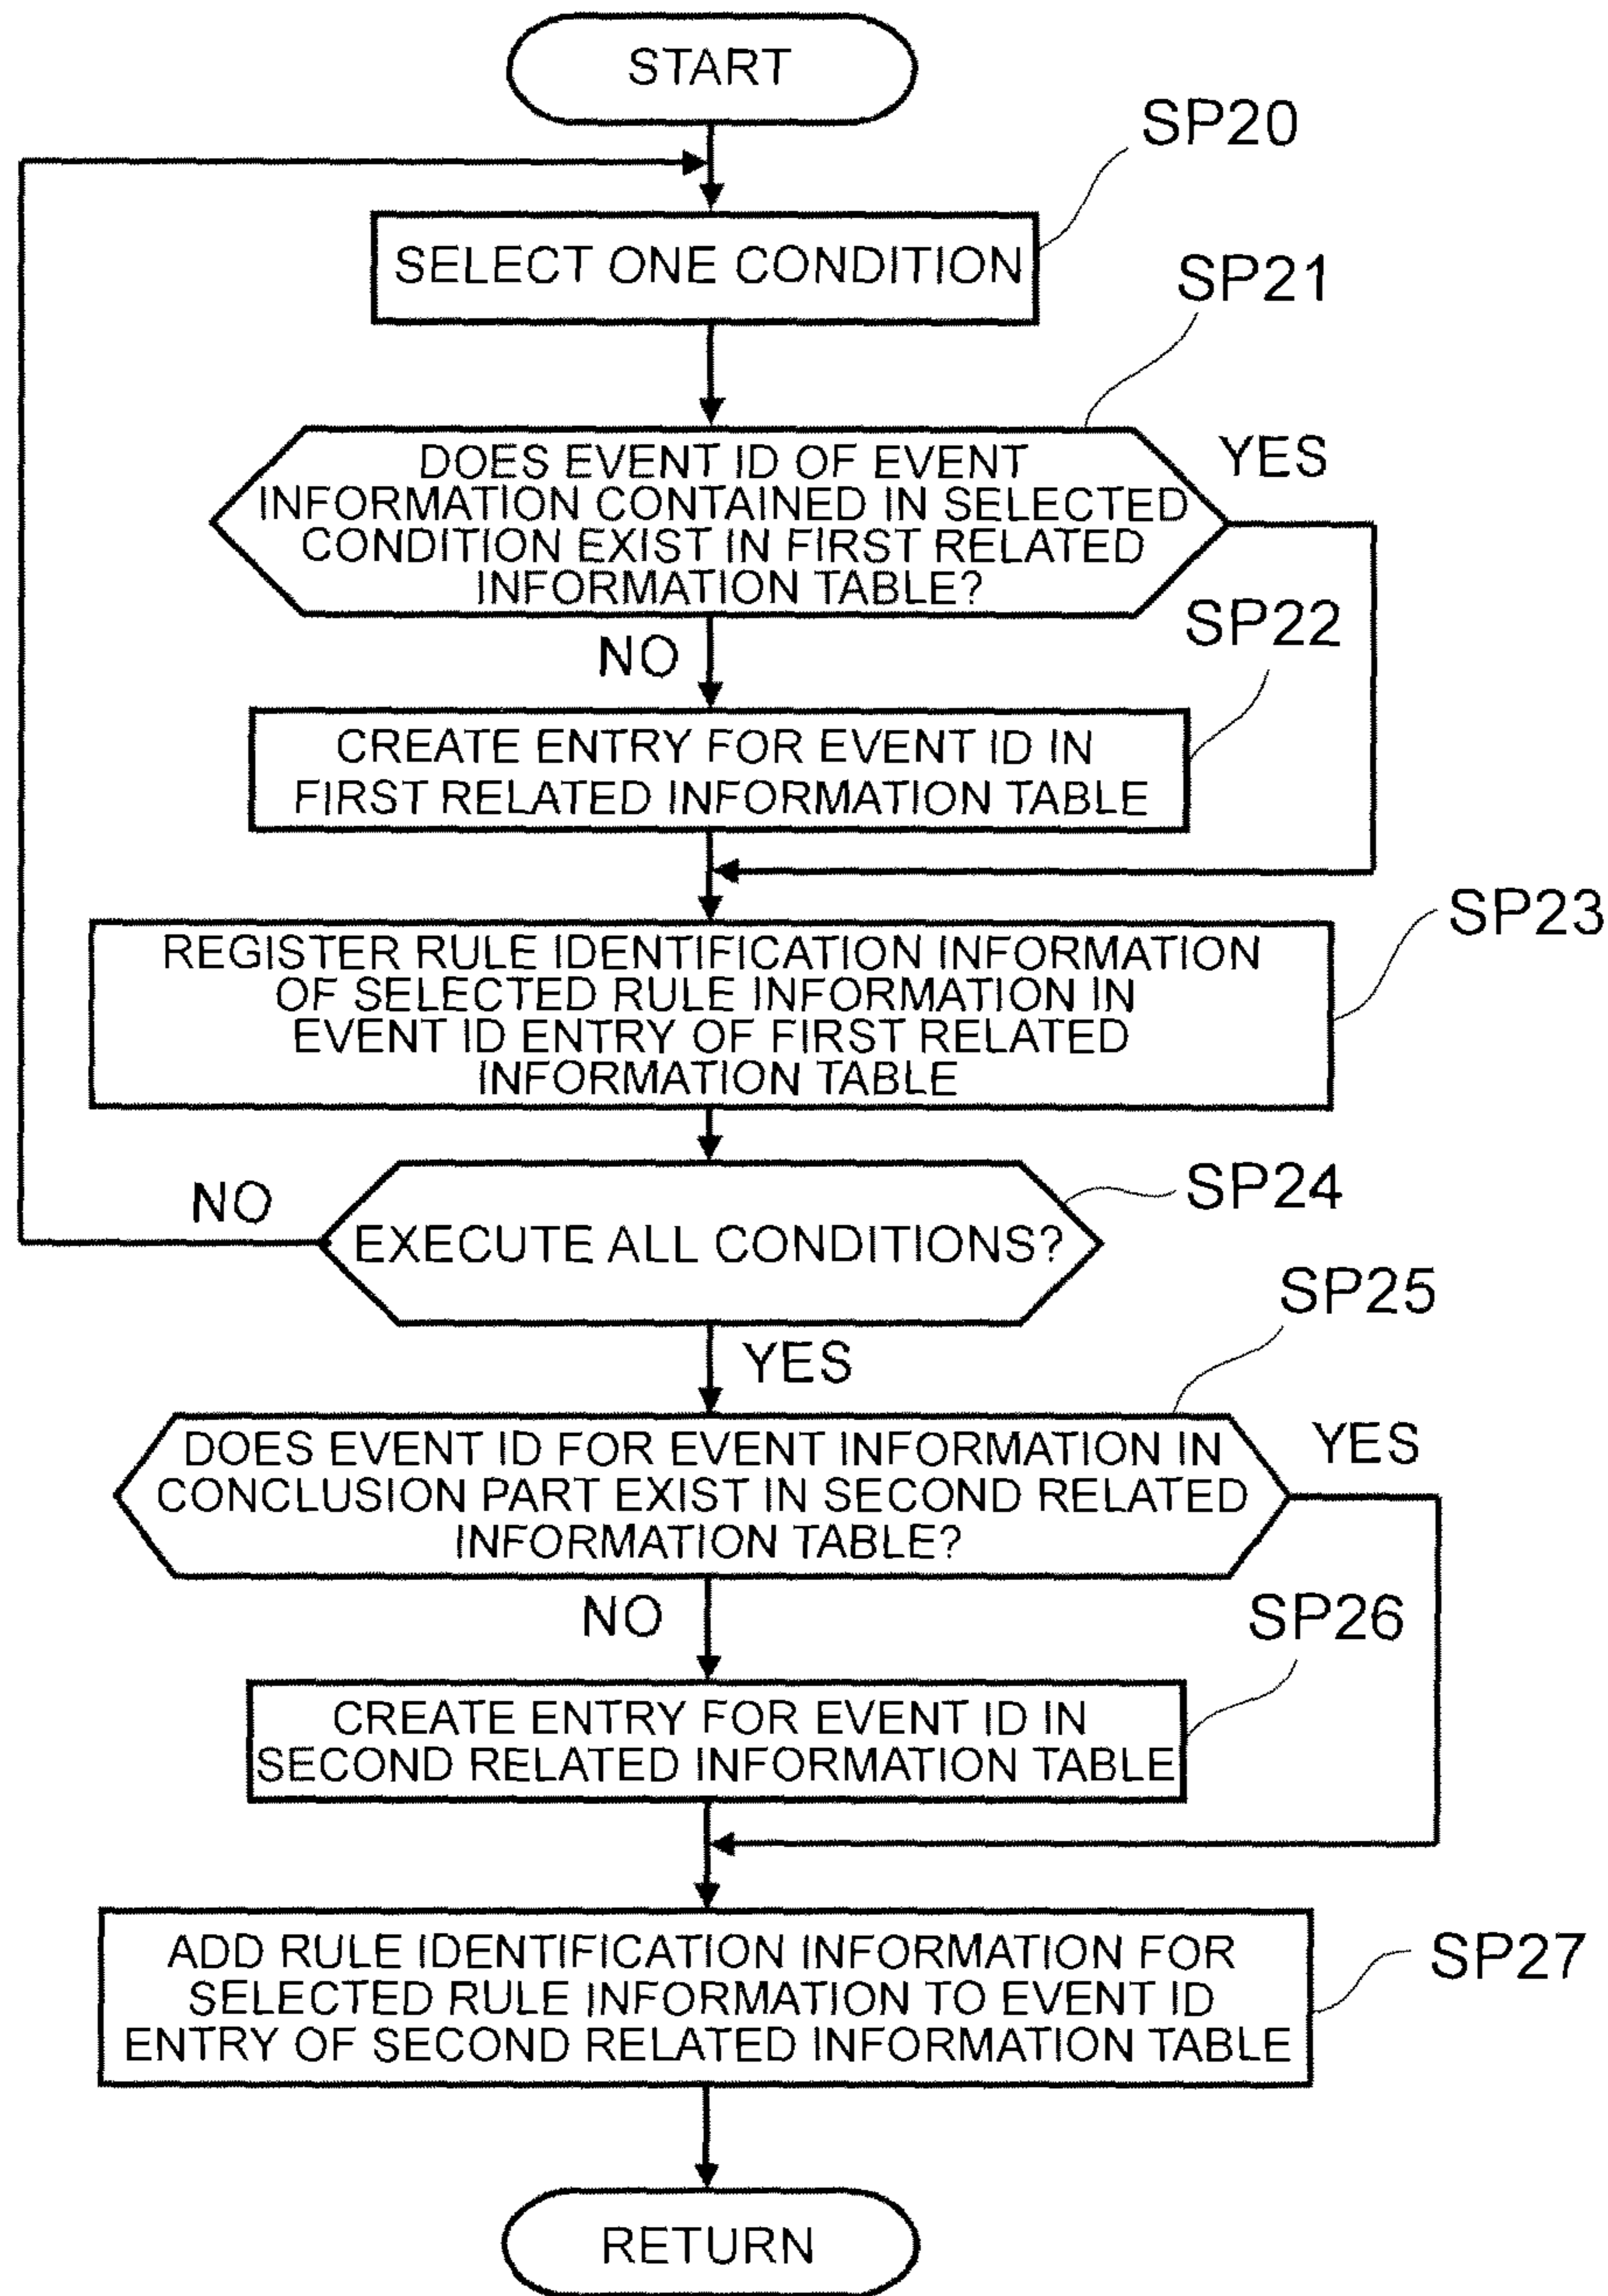 START
SP20
SELECT ONE CONDITION
SP21
DOES EVENT ID OF EVENT
INFORMATION CONTAINED IN SELECTED
CONDITION EXIST IN FIRST RELATED
INFORMATION TABLE?
YES
NO
SP22
CREATE ENTRY FOR EVENT ID IN
FIRST RELATED INFORMATION TABLE
SP23
REGISTER RULE IDENTIFICATION INFORMATION
OF SELECTED RULE INFORMATION IN
EVENT ID ENTRY OF FIRST RELATED
INFORMATION TABLE
SP24
NO
EXECUTE ALL CONDITIONS?
YES
SP25
DOES EVENT ID FOR EVENT INFORMATION IN
CONCLUSION PART EXIST IN SECOND RELATED
INFORMATION TABLE?
YES
NO
SP26
CREATE ENTRY FOR EVENT ID IN
SECOND RELATED INFORMATION TABLE
SP27
ADD RULE IDENTIFICATION INFORMATION FOR
SELECTED RULE INFORMATION TO EVENT ID
ENTRY OF SECOND RELATED INFORMATION TABLE
RETURN